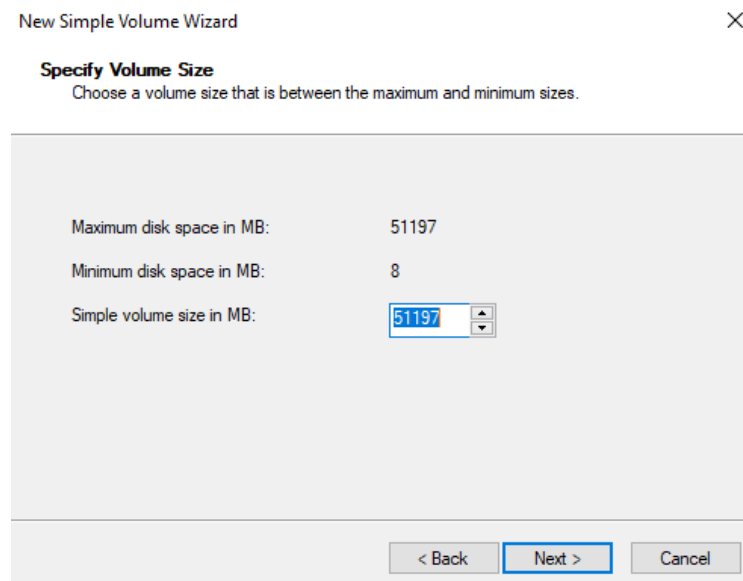 New Simple Volume Wizard
Specify Volume Size
Choose a volume size that is between the maximum and minimum sizes.
Maximum disk space in MB: 51197
Minimum disk space in MB: 8
Simple volume size in MB: 51197
< Back Next > Cancel